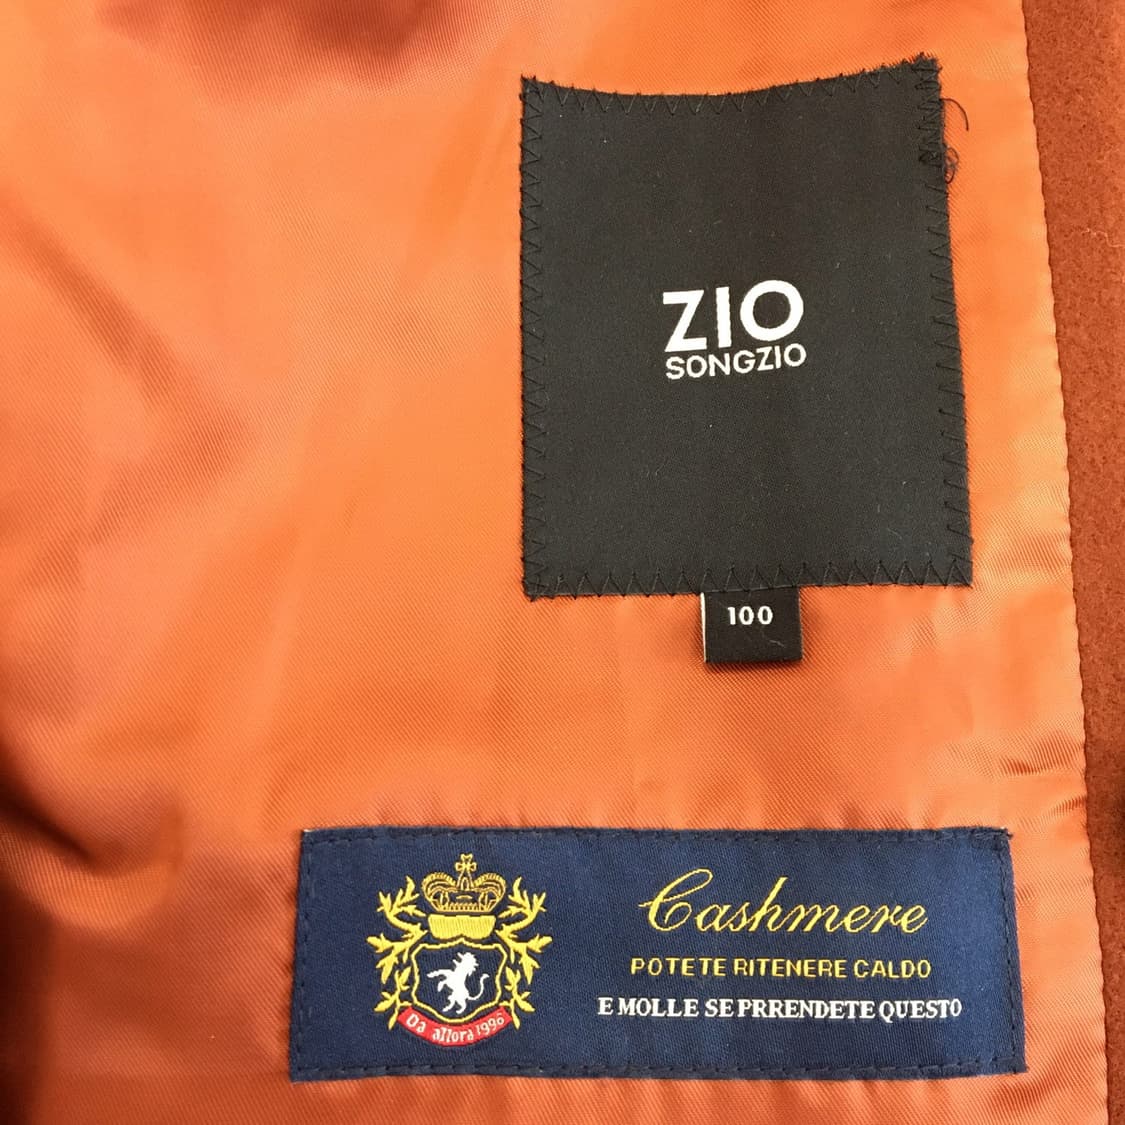 ZIO
SONGZIO
100
Cashmere
POTETE RITENERE CALDO
E MOLLE SE PRRENDETE QUESTO
Da allora 1996